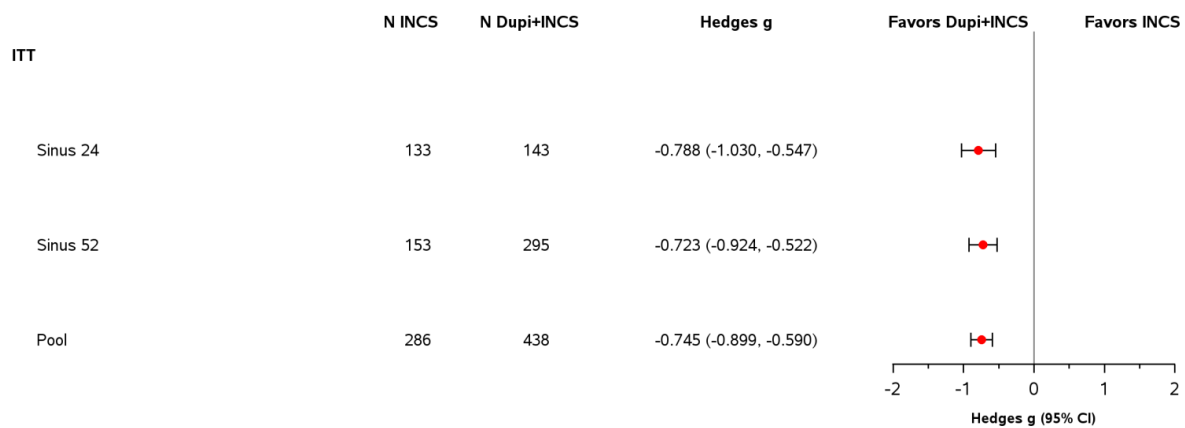 N INCS N Dupi+INCS Hedges g Favors Dupi+INCS Favors INCS
ITT
Sinus 24 133 143 -0.788 (-1.030, -0.547)
Sinus 52 153 295 -0.723 (-0.924, -0.522)
Pool 286 438 -0.745 (-0.899, -0.590)
-2 -1 0 1 2
Hedges g (95% CI)